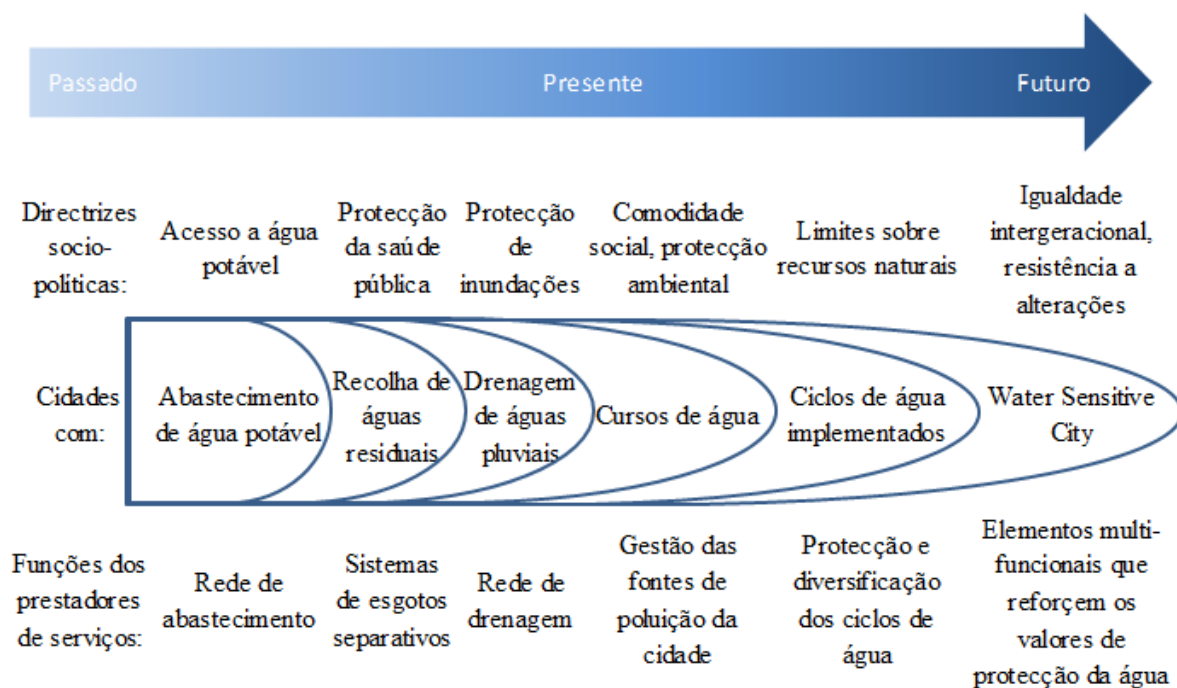 Passado
Presente
Futuro
Directrizes
socio-
políticas:
Acesso a água
potável
Protecção
da saúde
pública
Protecção
de
inundações
Comodidade
social, protecção
ambiental
Limites sobre
recursos naturais
Igualdade
intergeracional,
resistência a
alterações
Cidades
com:
Abastecimento
de água potável
Recolha de
águas
residuais
Drenagem
de águas
pluviais
Cursos de água
Ciclos de água
implementados
Water Sensitive
City
Funções dos
prestadores
de serviços:
Rede de
abastecimento
Sistemas
de esgotos
separativos
Rede de
drenagem
Gestão das
fontes de
poluição da
cidade
Protecção e
diversificação
dos ciclos de
água
Elementos multi-
funcionais que
reforçem os
valores de
protecção da água